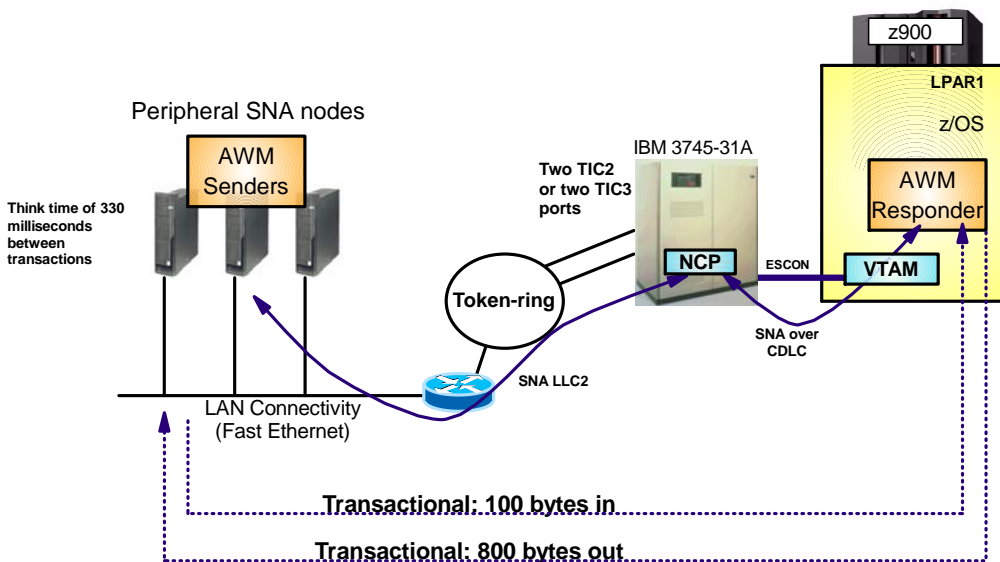 z900
LPAR1
z/OS
Peripheral SNA nodes
AWM
Senders
IBM 3745-31A
Two TIC2
or two TIC3
ports
AWM
Responder
Think time of 330
milliseconds
between
transactions
NCP
ESCON
VTAM
Token-ring
SNA over
CDLC
SNA LLC2
LAN Connectivity
(Fast Ethernet)
Transactional: 100 bytes in
Transactional: 800 bytes out